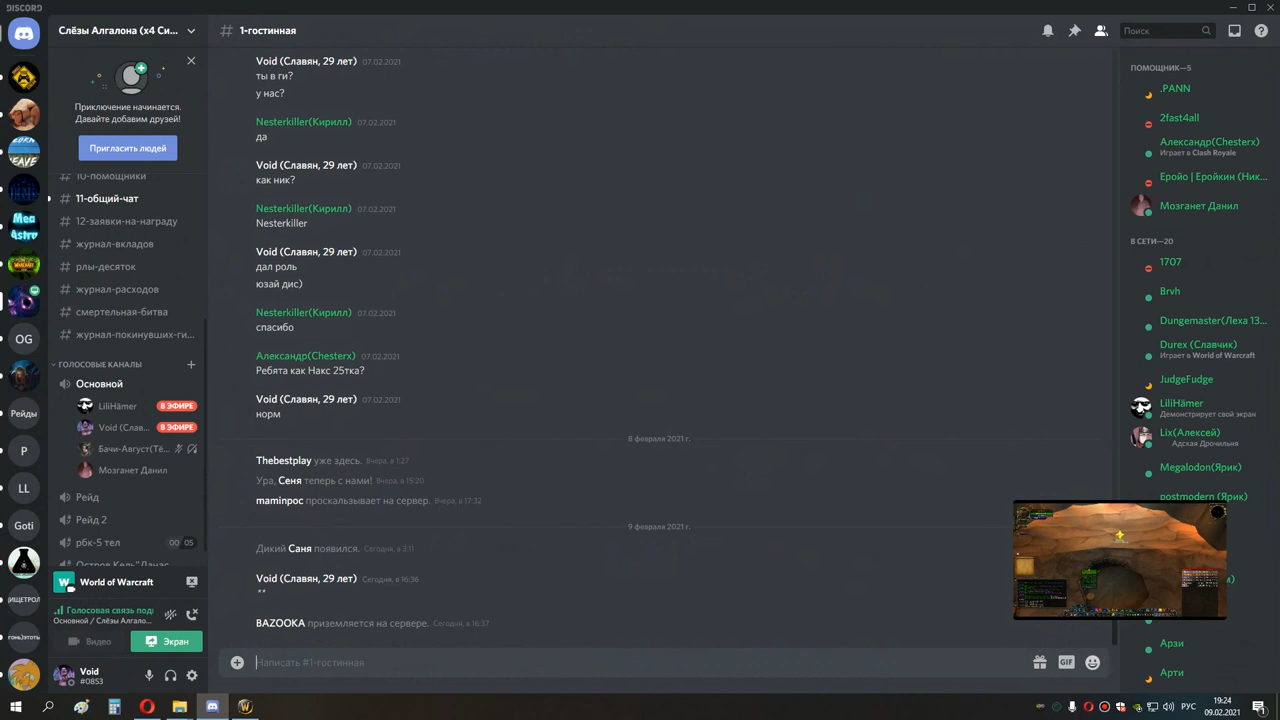 DISCORD
Слёзы Алгалона (x4 Си...
Приключение начинается.
Давайте добавим друзей!
Пригласить людей
10-помощники
11-общий-чат
12-заявки-на-награду
журнал-вкладов
рлы-десяток
журнал-расходов
смертельная-битва
журнал-покинувших-ги...
ГОЛОСОВЫЕ КАНАЛЫ
Основной
LiliHämer В ЭФИРЕ
Void (Слав... В ЭФИРЕ
Бачи-Август(Тё...
Мозганет Данил
Рейд
Рейд 2
рбк-5 тел 00 05
Остров Кель'Данас
World of Warcraft
Голосовая связь под
Основной / Слёзы Алгало...
Видео
Экран
Void
#0853
OG
Рейды
P
LL
Goti
1-гостинная
Поиск
Void (Славян, 29 лет) 07.02.2021
ты в ги?
у нас?
Nesterkiller(Кирилл) 07.02.2021
да
Void (Славян, 29 лет) 07.02.2021
как ник?
Nesterkiller(Кирилл) 07.02.2021
Nesterkiller
Void (Славян, 29 лет) 07.02.2021
дал роль
юзай дис)
Nesterkiller(Кирилл) 07.02.2021
спасибо
Александр(Chesterx) 07.02.2021
Ребята как Накс 25тка?
Void (Славян, 29 лет) 07.02.2021
норм
8 февраля 2021 г.
Thebestplay уже здесь. Вчера, в 1:27
Ура, Сеня теперь с нами! Вчера, в 15:20
maminpoc проскальзывает на сервер. Вчера, в 17:32
9 февраля 2021 г.
Дикий Саня появился. Сегодня, в 3:11
Void (Славян, 29 лет) Сегодня, в 16:36
**
BAZOOKA приземляется на сервере. Сегодня, в 16:37
Написать #1-гостинная
GIF
ПОМОЩНИК—5
.PANN
2fast4all
Александр(Chesterx)
Играет в Clash Royale
Еройо | Еройкин (Ник...
Мозганет Данил
В СЕТИ—20
1707
Brvh
Dungemaster(Леха 13...
Durex (Славчик)
Играет в World of Warcraft
JudgeFudge
LiliHämer
Демонстрирует свой экран
Lix(Алексей)
Адская Дрочильня
Megalodon(Ярик)
postmodern (Ярик)
Арзи
Арти
РУС
19:24
09.02.2021